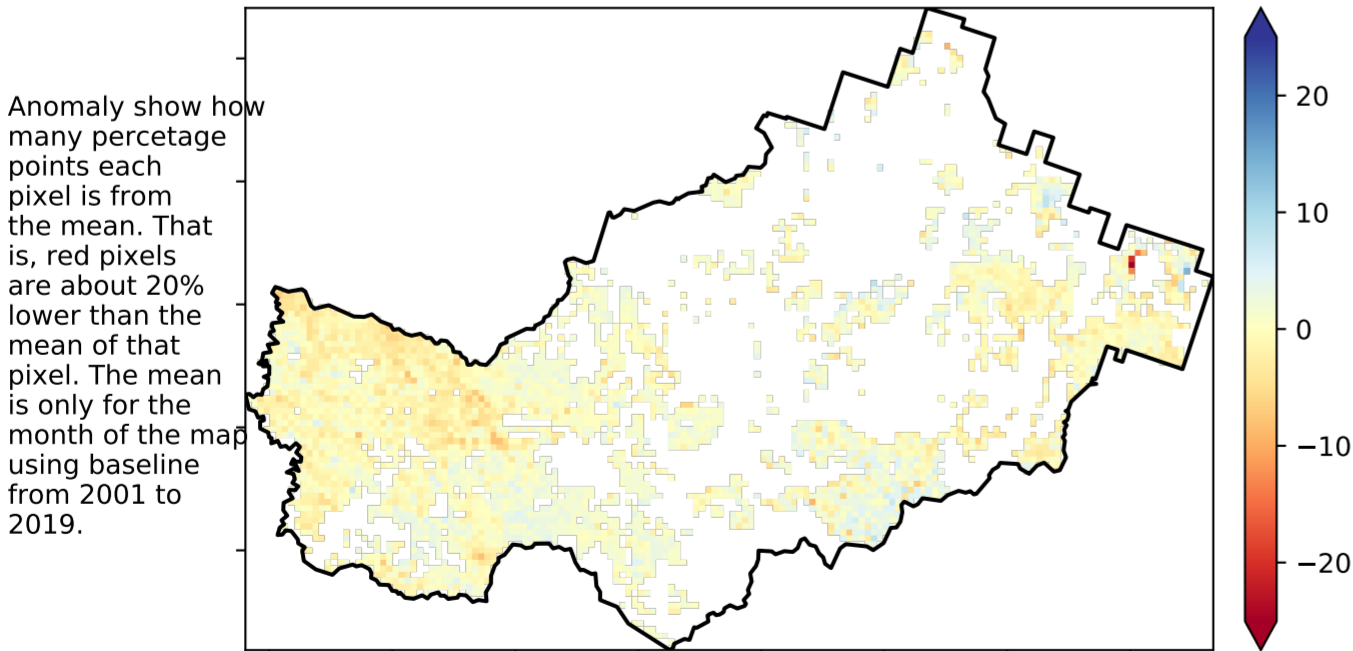 Anomaly show how
many percetage
points each
pixel is from
the mean. That
is, red pixels
are about 20%
lower than the
mean of that
pixel. The mean
is only for the
month of the map
using baseline
from 2001 to
2019.
20
10
0
−10
−20